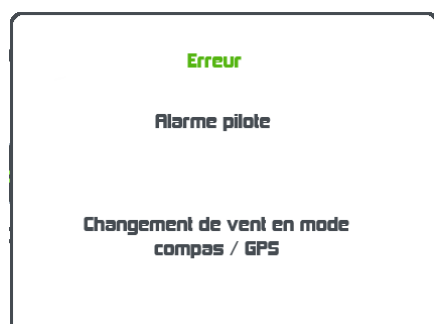 Erreur
Alarme pilote
Changement de vent en mode
compas / GPS